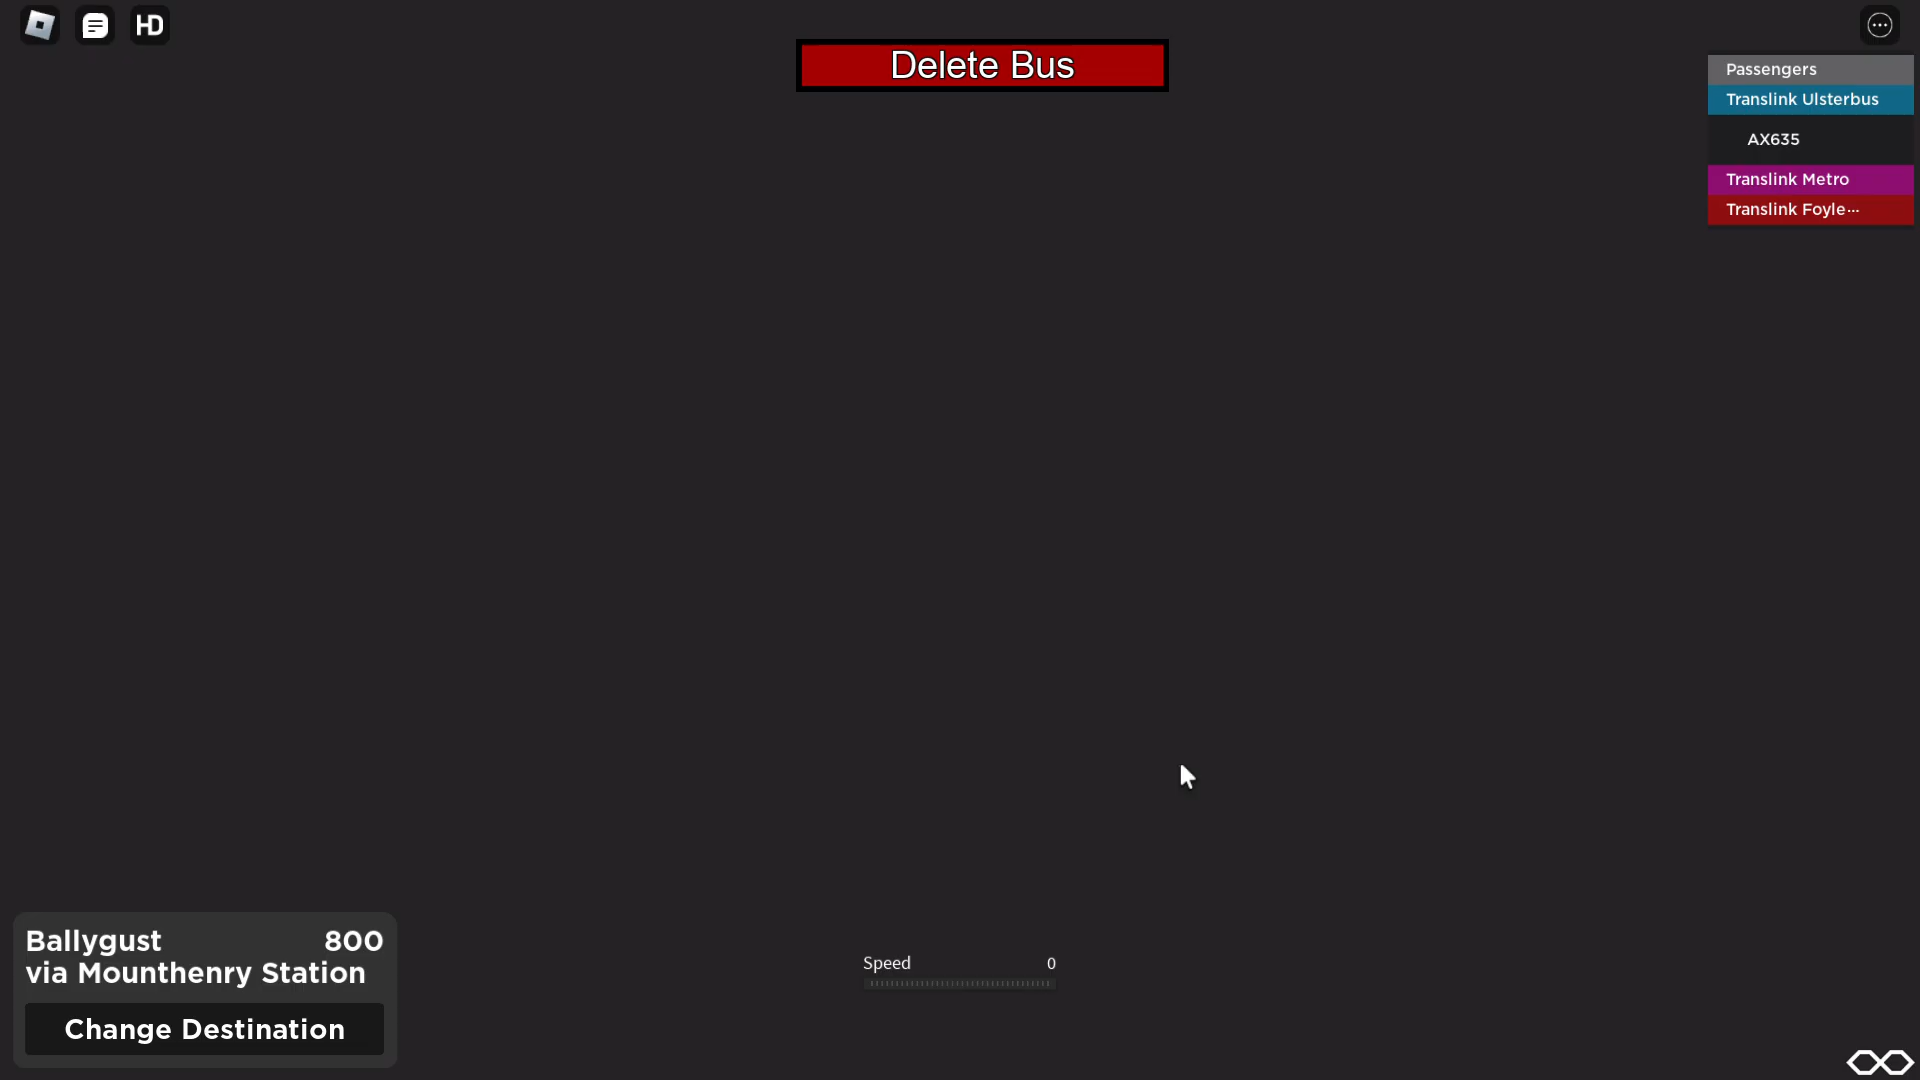 HD
Delete Bus
Passengers
Translink Ulsterbus
AX635
Translink Metro
Translink Foyle...
Ballygust 800
via Mounthenry Station
Change Destination
Speed 0